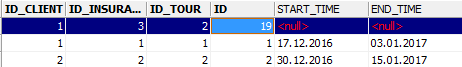 ID_CLIENT ID_INSURA... ID_TOUR ID START_TIME END_TIME
1 3 2 19 <null> <null>
1 1 1 1 17.12.2016 03.01.2017
2 2 2 2 30.12.2016 15.01.2017